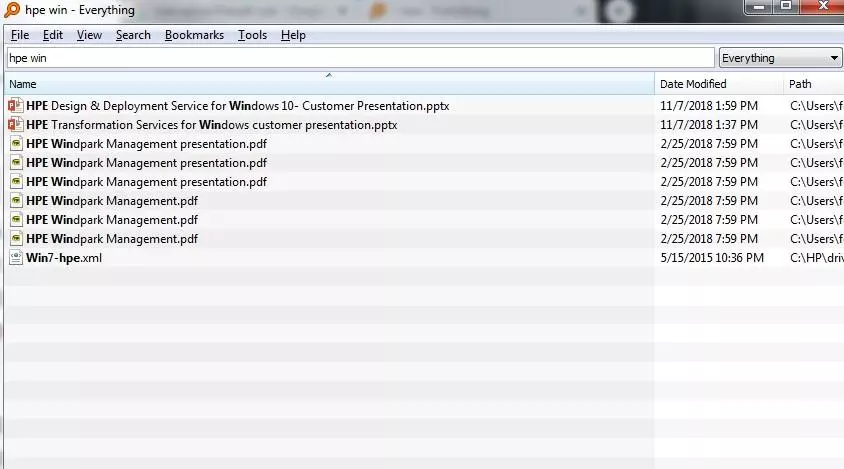 hpe win - Everything
File Edit View Search Bookmarks Tools Help
hpe win Everything
Name Date Modified Path
HPE Design & Deployment Service for Windows 10- Customer Presentation.pptx 11/7/2018 1:59 PM C:\Users\f
HPE Transformation Services for Windows customer presentation.pptx 11/7/2018 1:37 PM C:\Users\f
HPE Windpark Management presentation.pdf 2/25/2018 7:59 PM C:\Users\f
HPE Windpark Management presentation.pdf 2/25/2018 7:59 PM C:\Users\f
HPE Windpark Management presentation.pdf 2/25/2018 7:59 PM C:\Users\f
HPE Windpark Management.pdf 2/25/2018 7:59 PM C:\Users\f
HPE Windpark Management.pdf 2/25/2018 7:59 PM C:\Users\f
HPE Windpark Management.pdf 2/25/2018 7:59 PM C:\Users\f
Win7-hpe.xml 5/15/2015 10:36 PM C:\HP\driv